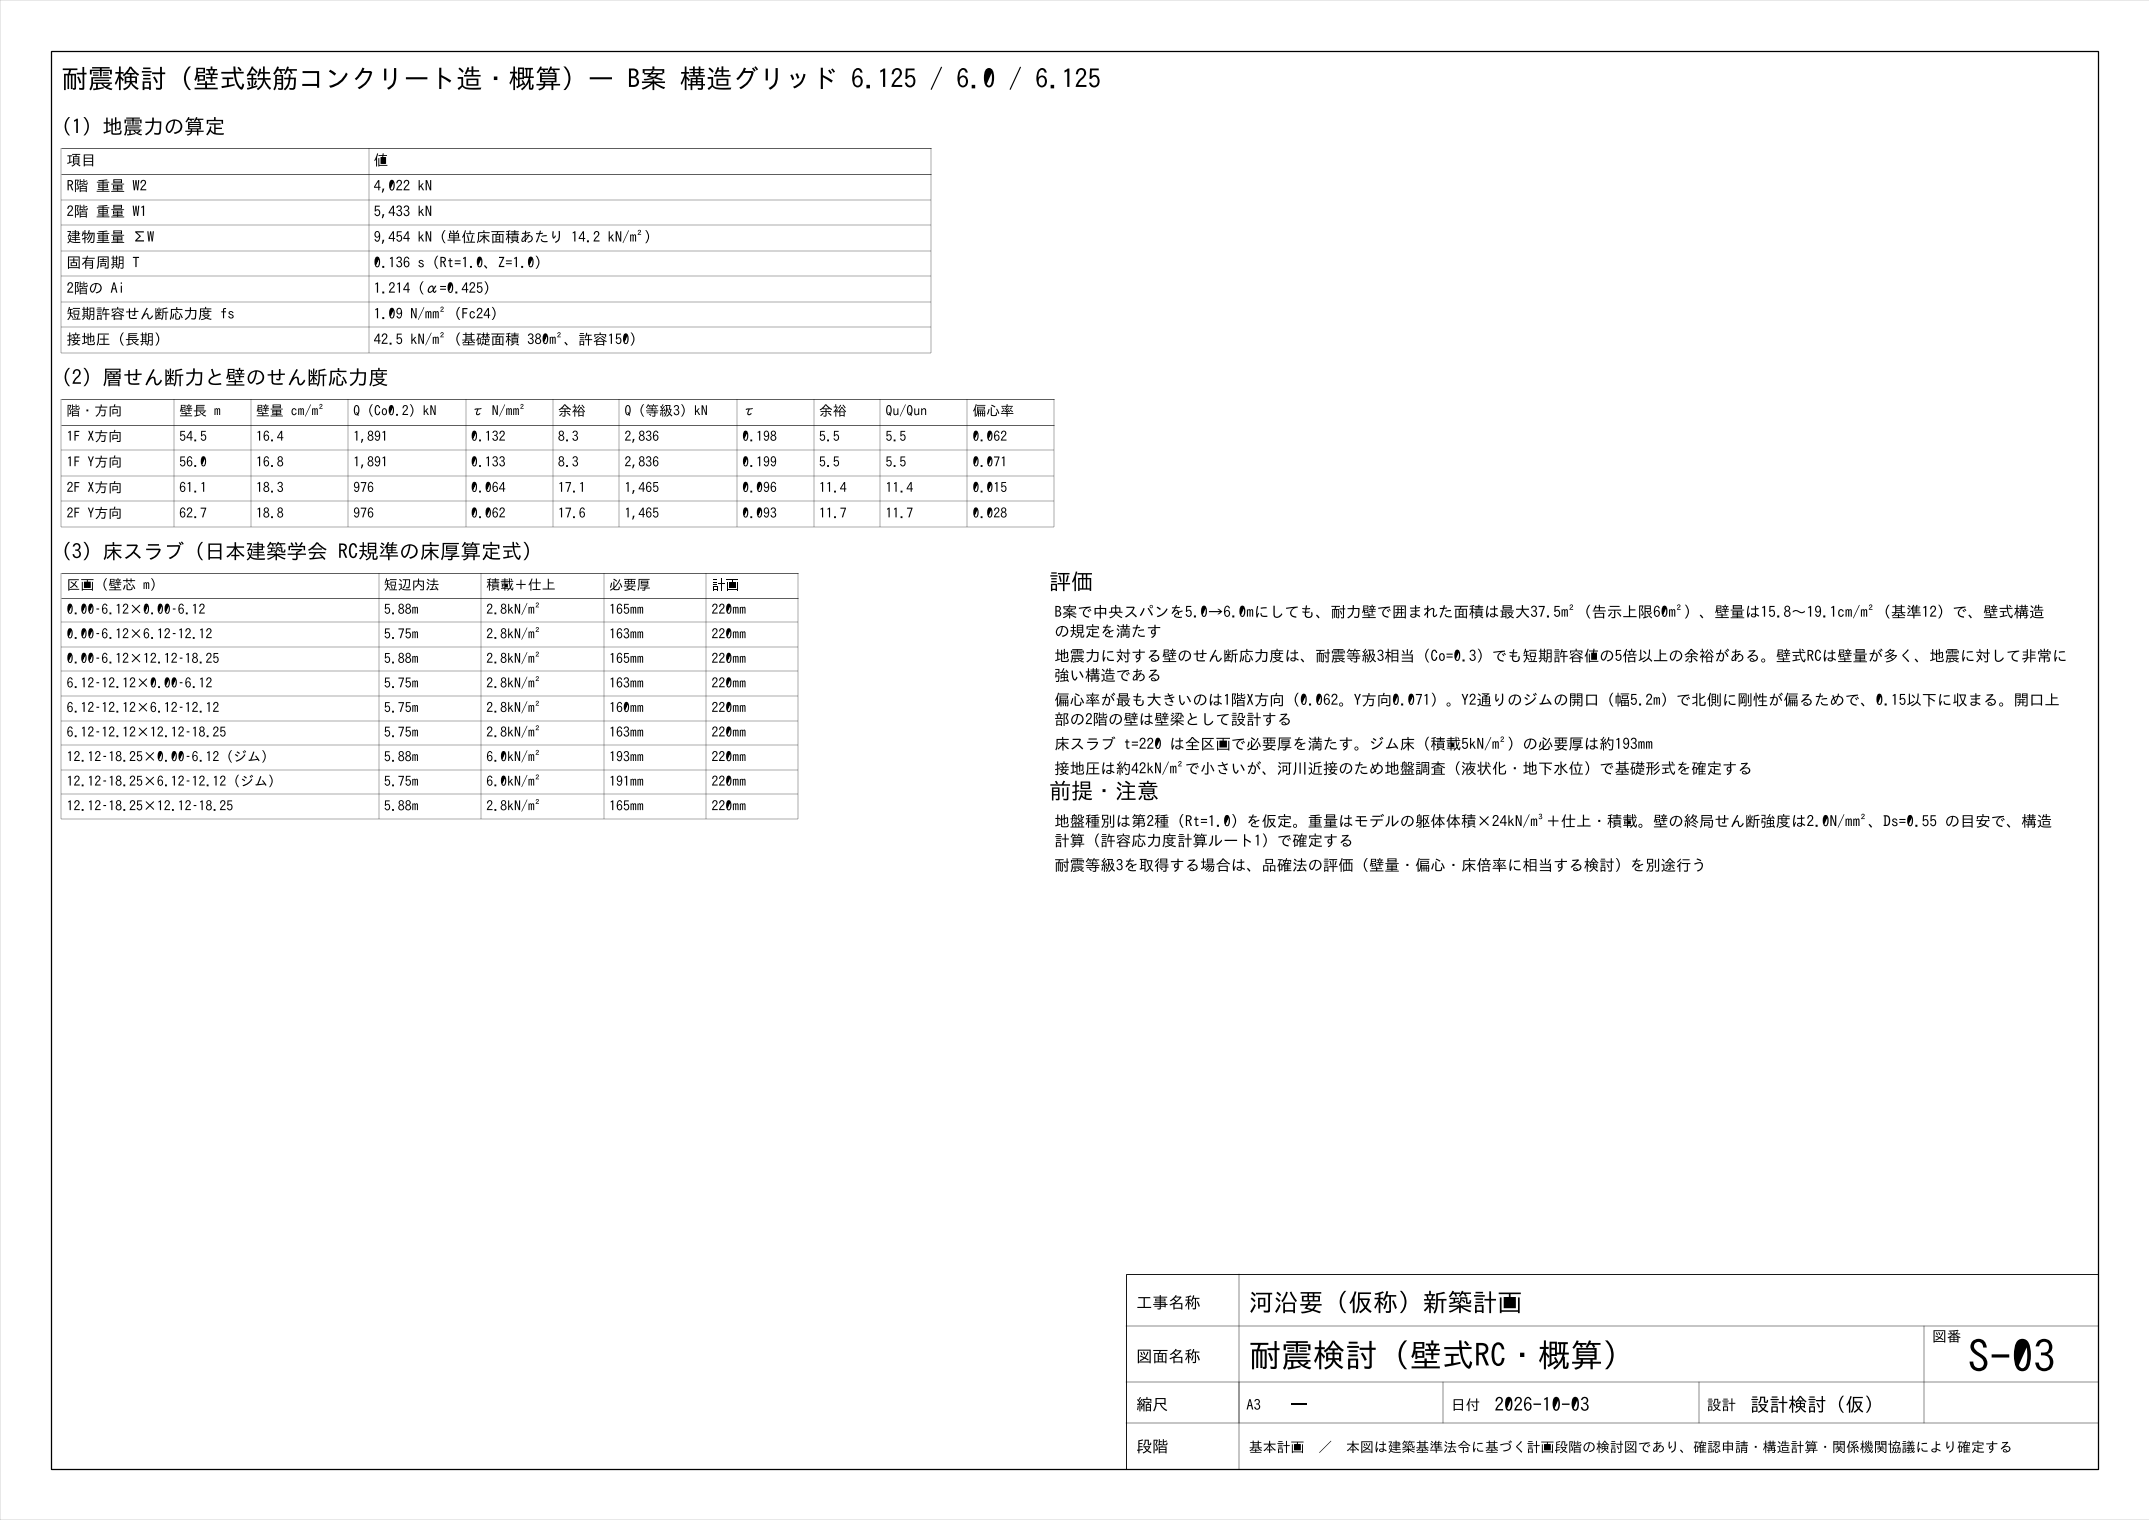 耐震検討（壁式鉄筋コンクリート造・概算）― B案 構造グリッド 6.125 / 6.0 / 6.125
(1) 地震力の算定
項目 値
R階 重量 W2 4,022 kN
2階 重量 W1 5,433 kN
建物重量 ΣW 9,454 kN（単位床面積あたり 14.2 kN/m²）
固有周期 T 0.136 s（Rt=1.0、Z=1.0）
2階の Ai 1.214（α=0.425）
短期許容せん断応力度 fs 1.09 N/mm²（Fc24）
接地圧（長期） 42.5 kN/m²（基礎面積 380m²、許容150）
(2) 層せん断力と壁のせん断応力度
階・方向 壁長 m 壁量 cm/m² Q（Co0.2）kN τ N/mm² 余裕 Q（等級3）kN τ 余裕 Qu/Qun 偏心率
1F X方向 54.5 16.4 1,891 0.132 8.3 2,836 0.198 5.5 5.5 0.062
1F Y方向 56.0 16.8 1,891 0.133 8.3 2,836 0.199 5.5 5.5 0.071
2F X方向 61.1 18.3 976 0.064 17.1 1,465 0.096 11.4 11.4 0.015
2F Y方向 62.7 18.8 976 0.062 17.6 1,465 0.093 11.7 11.7 0.028
(3) 床スラブ（日本建築学会 RC規準の床厚算定式）
区画（壁芯 m） 短辺内法 積載＋仕上 必要厚 計画
0.00-6.12×0.00-6.12 5.88m 2.8kN/m² 165mm 220mm
0.00-6.12×6.12-12.12 5.75m 2.8kN/m² 163mm 220mm
0.00-6.12×12.12-18.25 5.88m 2.8kN/m² 165mm 220mm
6.12-12.12×0.00-6.12 5.75m 2.8kN/m² 163mm 220mm
6.12-12.12×6.12-12.12 5.75m 2.8kN/m² 160mm 220mm
6.12-12.12×12.12-18.25 5.75m 2.8kN/m² 163mm 220mm
12.12-18.25×0.00-6.12（ジム） 5.88m 6.0kN/m² 193mm 220mm
12.12-18.25×6.12-12.12（ジム） 5.75m 6.0kN/m² 191mm 220mm
12.12-18.25×12.12-18.25 5.88m 2.8kN/m² 165mm 220mm
評価
B案で中央スパンを5.0→6.0mにしても、耐力壁で囲まれた面積は最大37.5m²（告示上限60m²）、壁量は15.8～19.1cm/m²（基準12）で、壁式構造
の規定を満たす
地震力に対する壁のせん断応力度は、耐震等級3相当（Co=0.3）でも短期許容値の5倍以上の余裕がある。壁式RCは壁量が多く、地震に対して非常に
強い構造である
偏心率が最も大きいのは1階X方向（0.062。Y方向0.071）。Y2通りのジムの開口（幅5.2m）で北側に剛性が偏るためで、0.15以下に収まる。開口上
部の2階の壁は壁梁として設計する
床スラブ t=220 は全区画で必要厚を満たす。ジム床（積載5kN/m²）の必要厚は約193mm
接地圧は約42kN/m²で小さいが、河川近接のため地盤調査（液状化・地下水位）で基礎形式を確定する
前提・注意
地盤種別は第2種（Rt=1.0）を仮定。重量はモデルの躯体体積×24kN/m³＋仕上・積載。壁の終局せん断強度は2.0N/mm²、Ds=0.55 の目安で、構造
計算（許容応力度計算ルート1）で確定する
耐震等級3を取得する場合は、品確法の評価（壁量・偏心・床倍率に相当する検討）を別途行う
工事名称 河沿要（仮称）新築計画
図面名称 耐震検討（壁式RC・概算） 図番 S-03
縮尺 A3 ― 日付 2026-10-03 設計 設計検討（仮）
段階 基本計画 ／ 本図は建築基準法令に基づく計画段階の検討図であり、確認申請・構造計算・関係機関協議により確定する